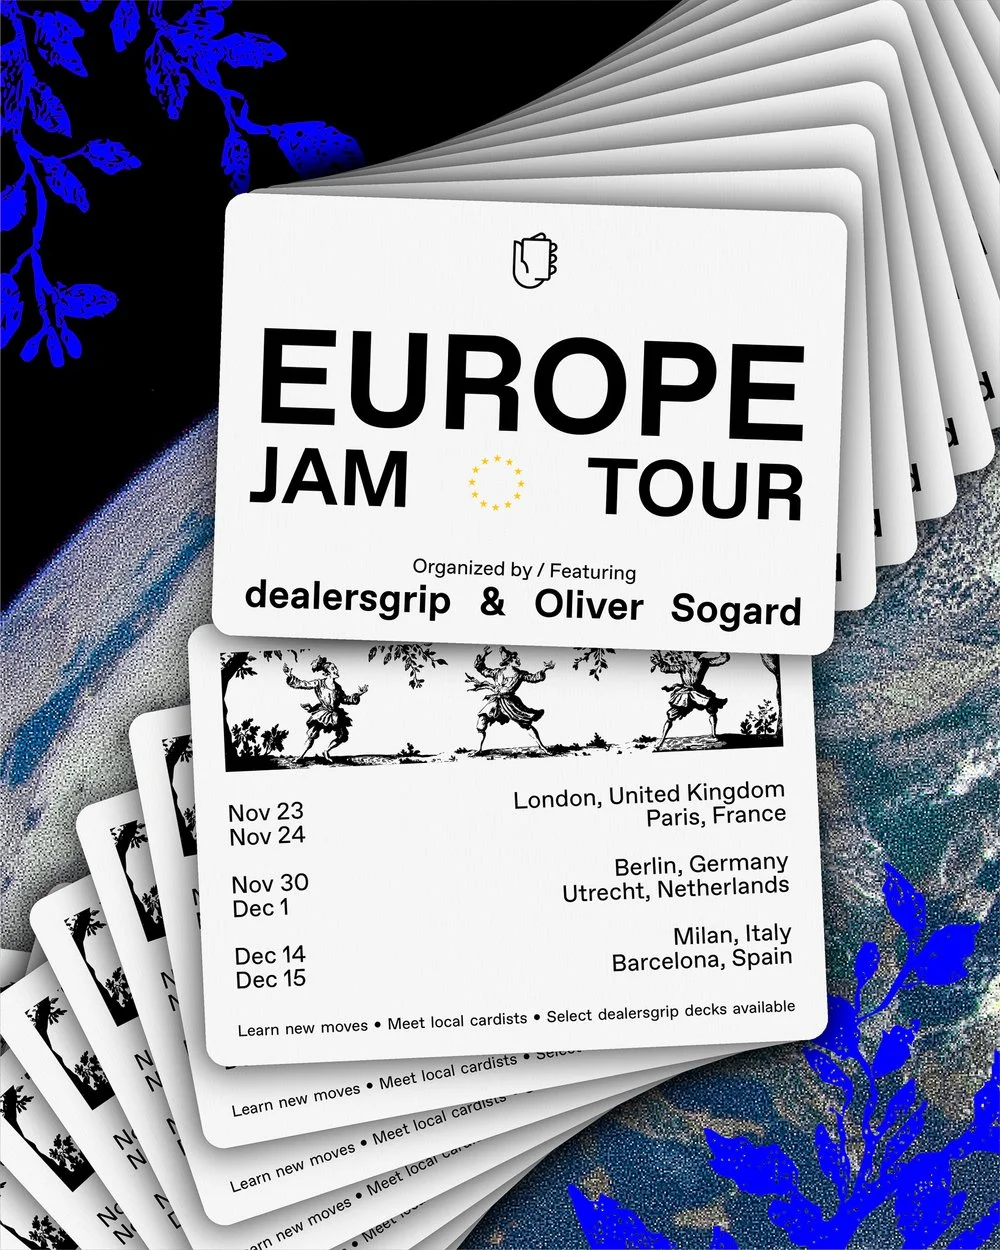 EUROPE
JAM TOUR
Organized by / Featuring
dealersgrip & Oliver Sogard
Nov 23 London, United Kingdom
Nov 24 Paris, France
Nov 30 Berlin, Germany
Dec 1 Utrecht, Netherlands
Dec 14 Milan, Italy
Dec 15 Barcelona, Spain
Learn new moves • Meet local cardists • Select dealersgrip decks available
Learn new moves • Meet local cardists •
Learn new moves • Meet local cardists
Learn new moves • Meet local